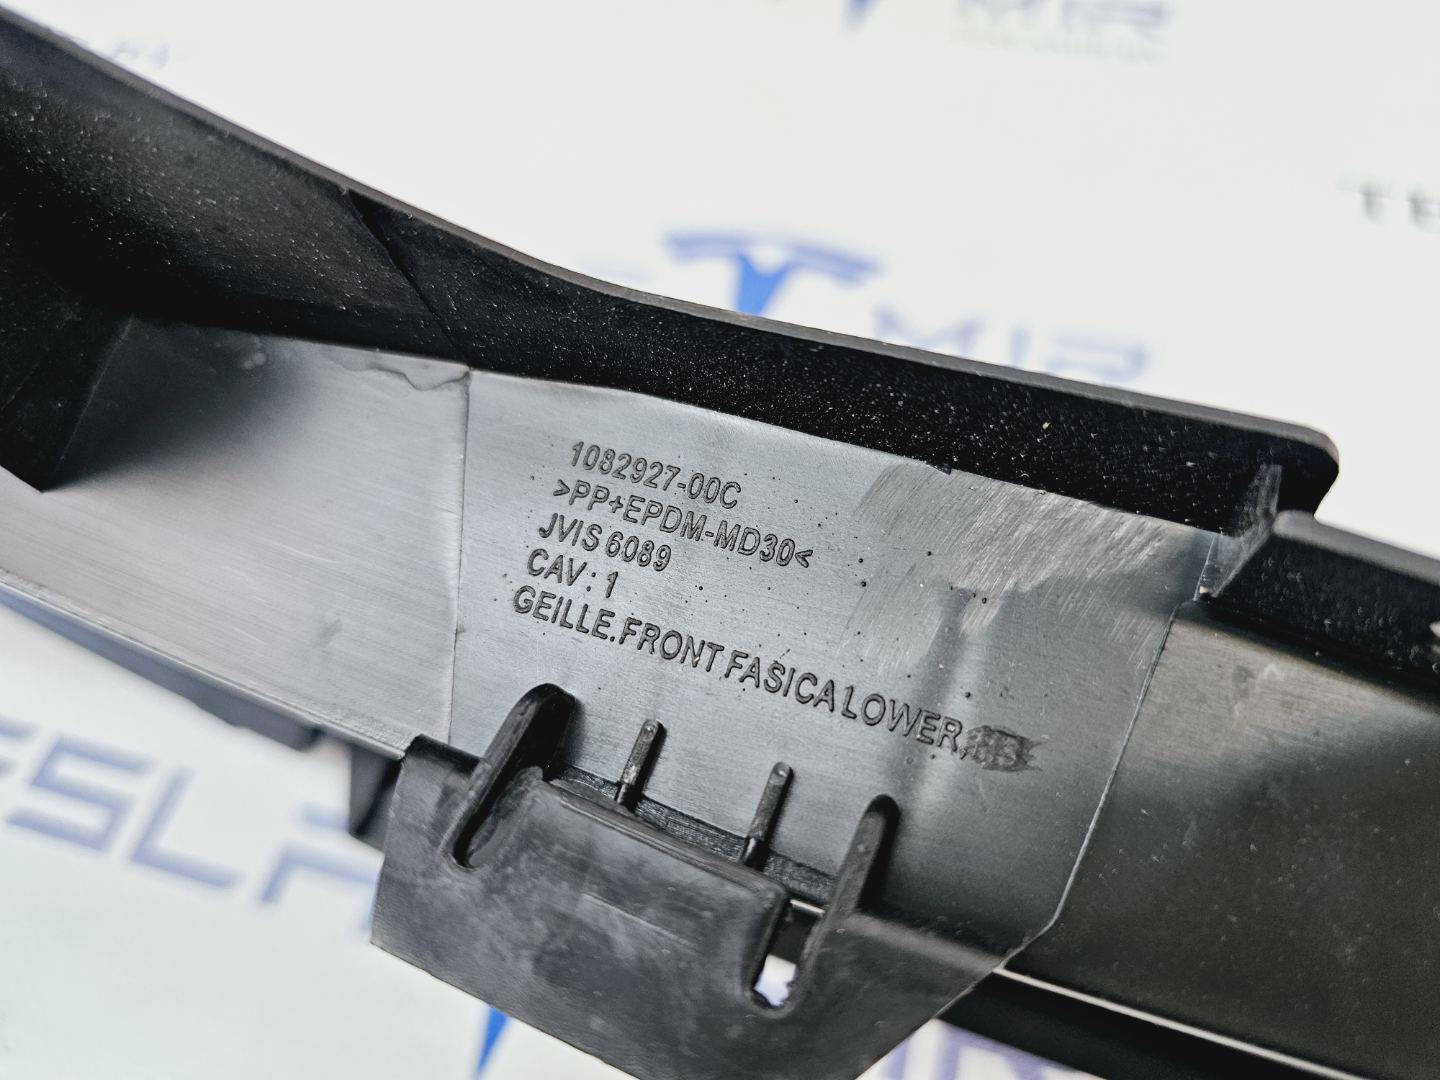 1082927-00C
>PP+EPDM-MD30<
JVIS 6089
CAV : 1
GEILLE.FRONT FASICA LOWER,